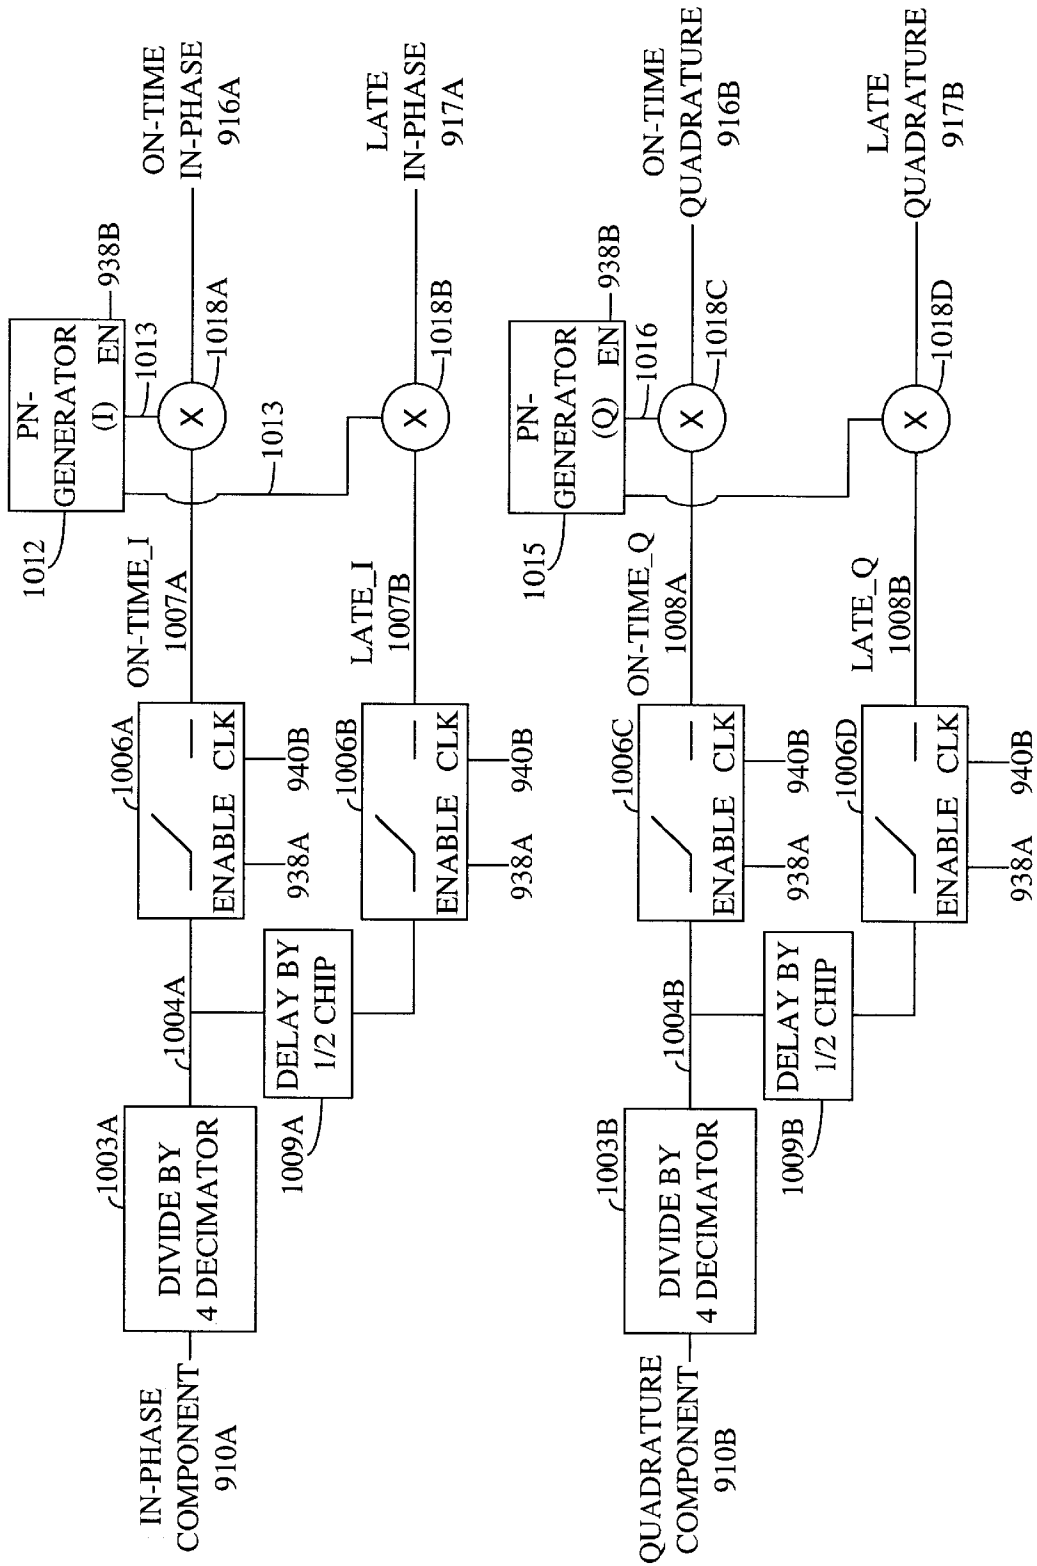 IN-PHASE
COMPONENT
910A
1003A
DIVIDE BY
4 DECIMATOR
1004A
DELAY BY
1/2 CHIP
1009A
1006A
ENABLE CLK
938A
940B
1006B
ENABLE CLK
938A
940B
ON-TIME_I
1007A
LATE_I
1007B
1012
PN-
GENERATOR
(I) EN
938B
1013
1013
X
1018A
X
1018B
ON-TIME
IN-PHASE
916A
LATE
IN-PHASE
917A
QUADRATURE
COMPONENT
910B
1003B
DIVIDE BY
4 DECIMATOR
1004B
DELAY BY
1/2 CHIP
1009B
1006C
ENABLE CLK
938A
940B
1006D
ENABLE CLK
938A
940B
ON-TIME_Q
1008A
LATE_Q
1008B
1015
PN-
GENERATOR
(Q) EN
938B
1016
X
1018C
X
1018D
ON-TIME
QUADRATURE
916B
LATE
QUADRATURE
917B